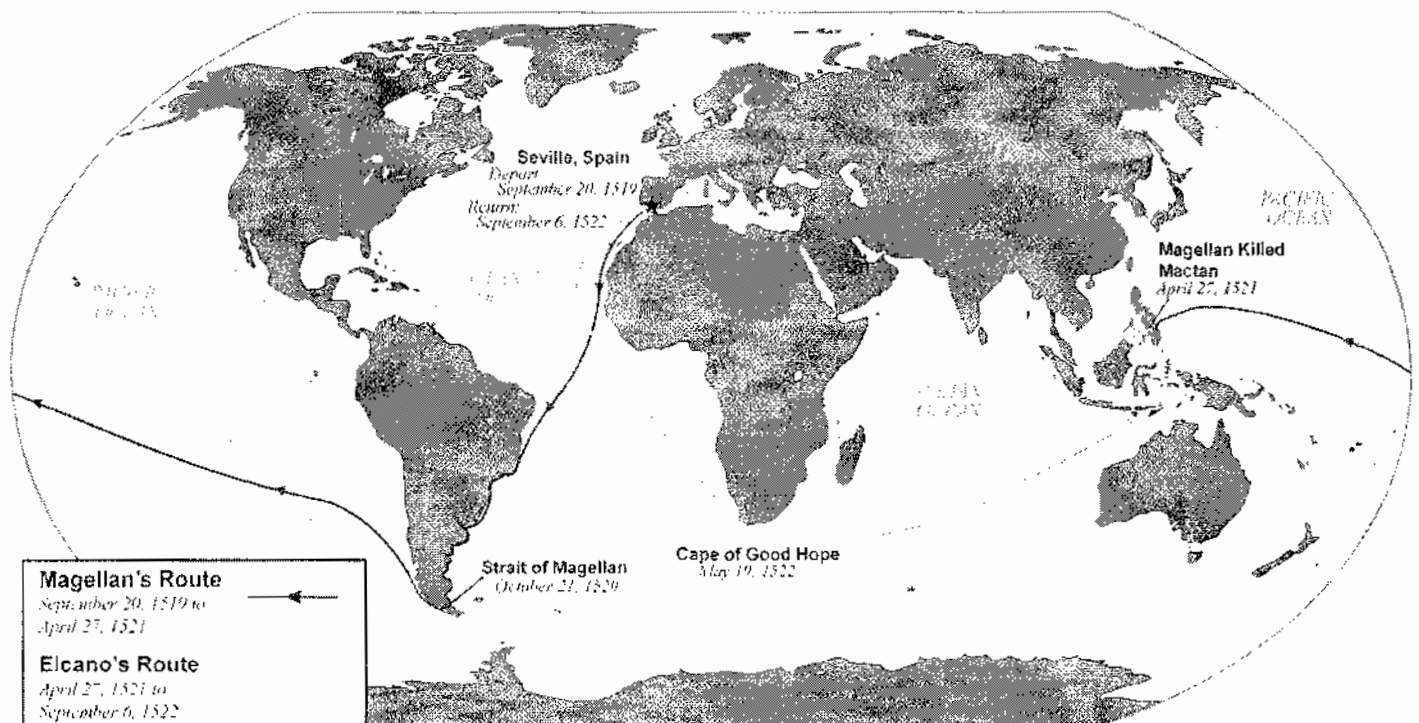 Seville, Spain
Depart
September 20, 1519
Return:
September 6, 1522
PACIFIC
OCEAN
Magellan Killed
Mactan
April 27, 1521
OCEAN
Cape of Good Hope
May 19, 1522
Strait of Magellan
October 21, 1520
Magellan's Route
September 20, 1519 to
April 27, 1521
Elcano's Route
April 27, 1521 to
September 6, 1522